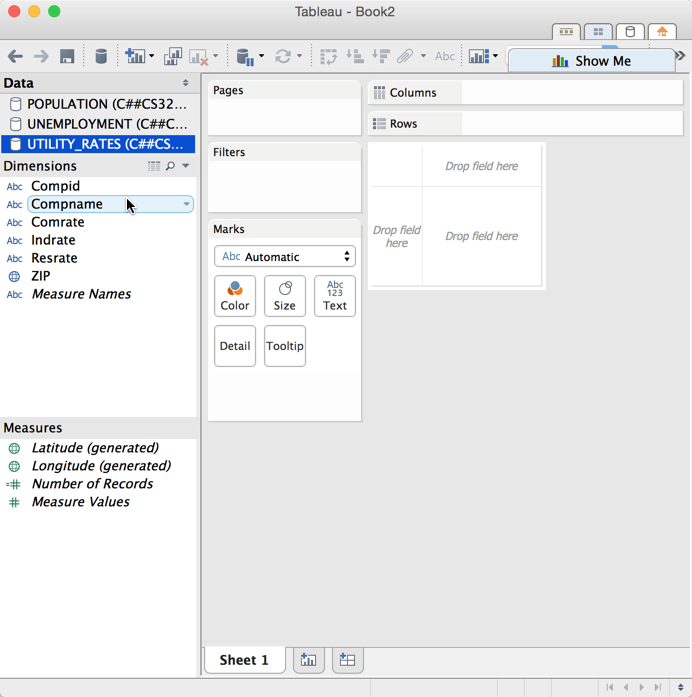 Tableau - Book2
Abc
Show Me
Data
POPULATION (C##CS32...
UNEMPLOYMENT (C##C...
UTILITY_RATES (C##CS...
Dimensions
Abc Compid
Abc Compname
Abc Comrate
Abc Indrate
Abc Resrate
ZIP
Abc Measure Names
Measures
Latitude (generated)
Longitude (generated)
=# Number of Records
# Measure Values
Pages
Filters
Marks
Abc Automatic
Color
Size
Abc
123
Text
Detail
Tooltip
Columns
Rows
Drop field here
Drop field
here
Drop field here
Sheet 1